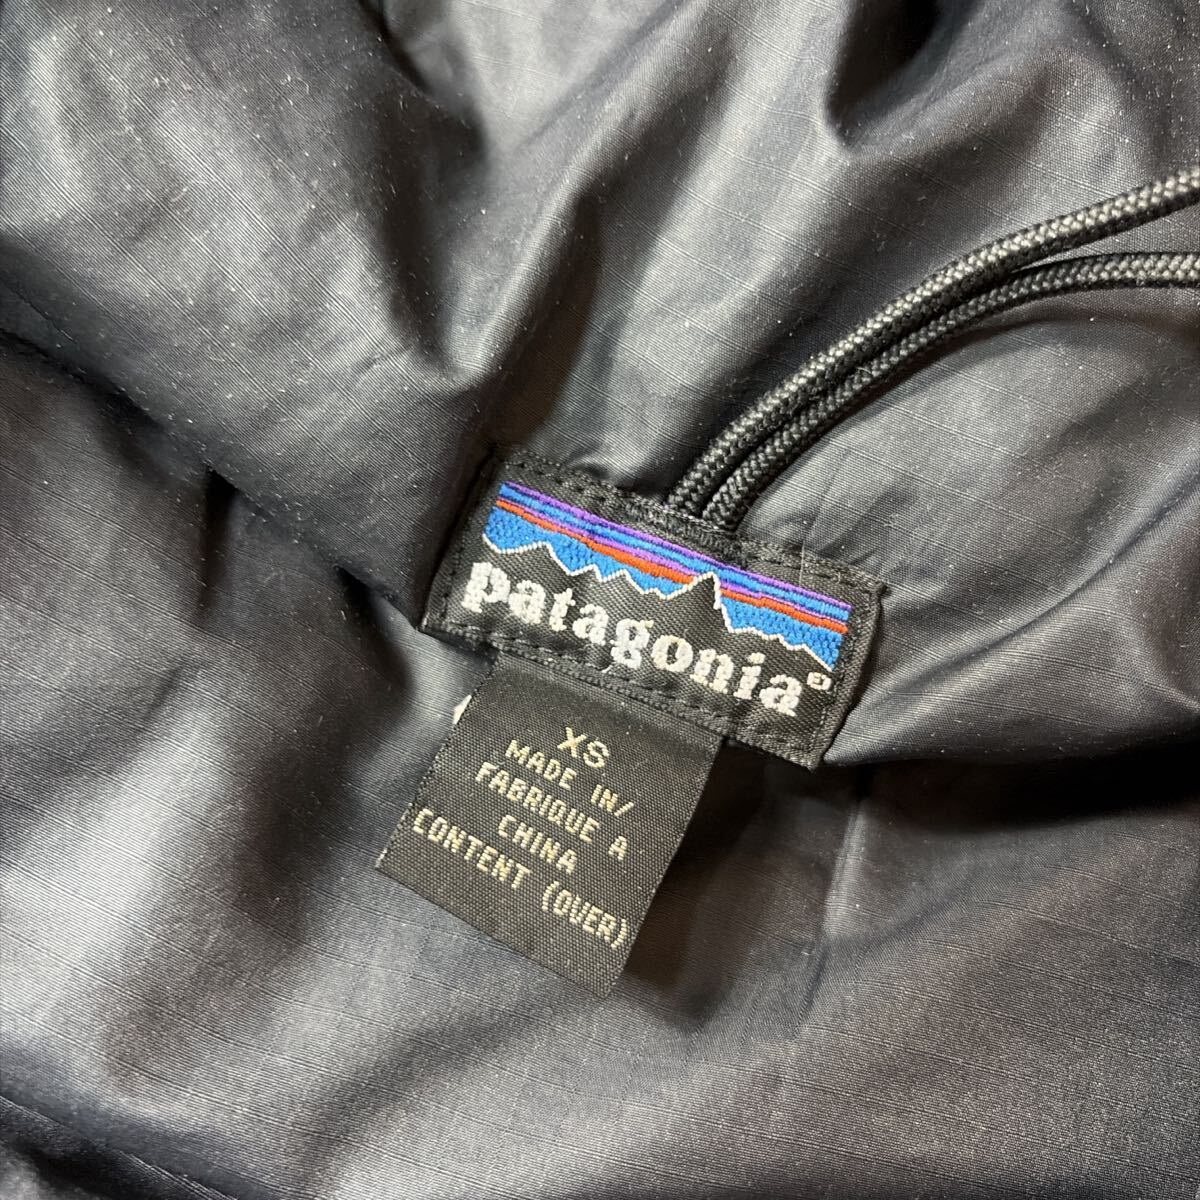 patagonia®
XS
MADE IN/
FABRIQUE A
CHINA
CONTENT (OVER)